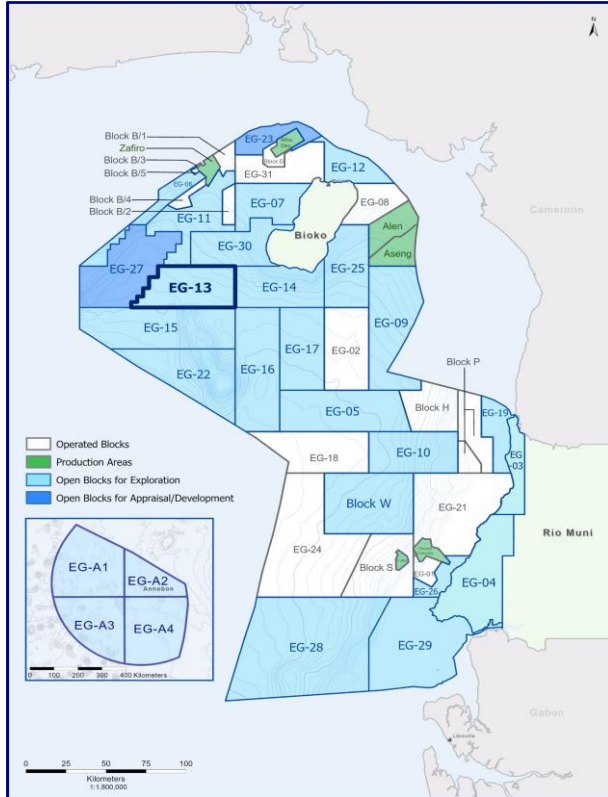 N
Block B/1
Zafiro
Block B/3
Block B/5
Block B/4
Block B/2
EG-23
Block D
EG-31
EG-12
EG-06
EG-11
EG-07
EG-08
Cameroon
Bioko
Alen
Aseng
EG-30
EG-27
EG-13
EG-14
EG-25
EG-15
EG-09
EG-17
EG-02
EG-22
EG-16
Block P
EG-05
Block H
EG-19
EG
-03
EG-18
EG-10
Operated Blocks
Production Areas
Open Blocks for Exploration
Open Blocks for Appraisal/Development
Block W
EG-21
Rio Muni
EG-24
Block S
EG-01
EG-26
EG-04
EG-A1
EG-A2
Annobon
EG-A3
EG-A4
0 100 200 300 400 Kilometers
EG-28
EG-29
Gabon
Libreville
0 25 50 75 100
Kilometers
1:1,800,000